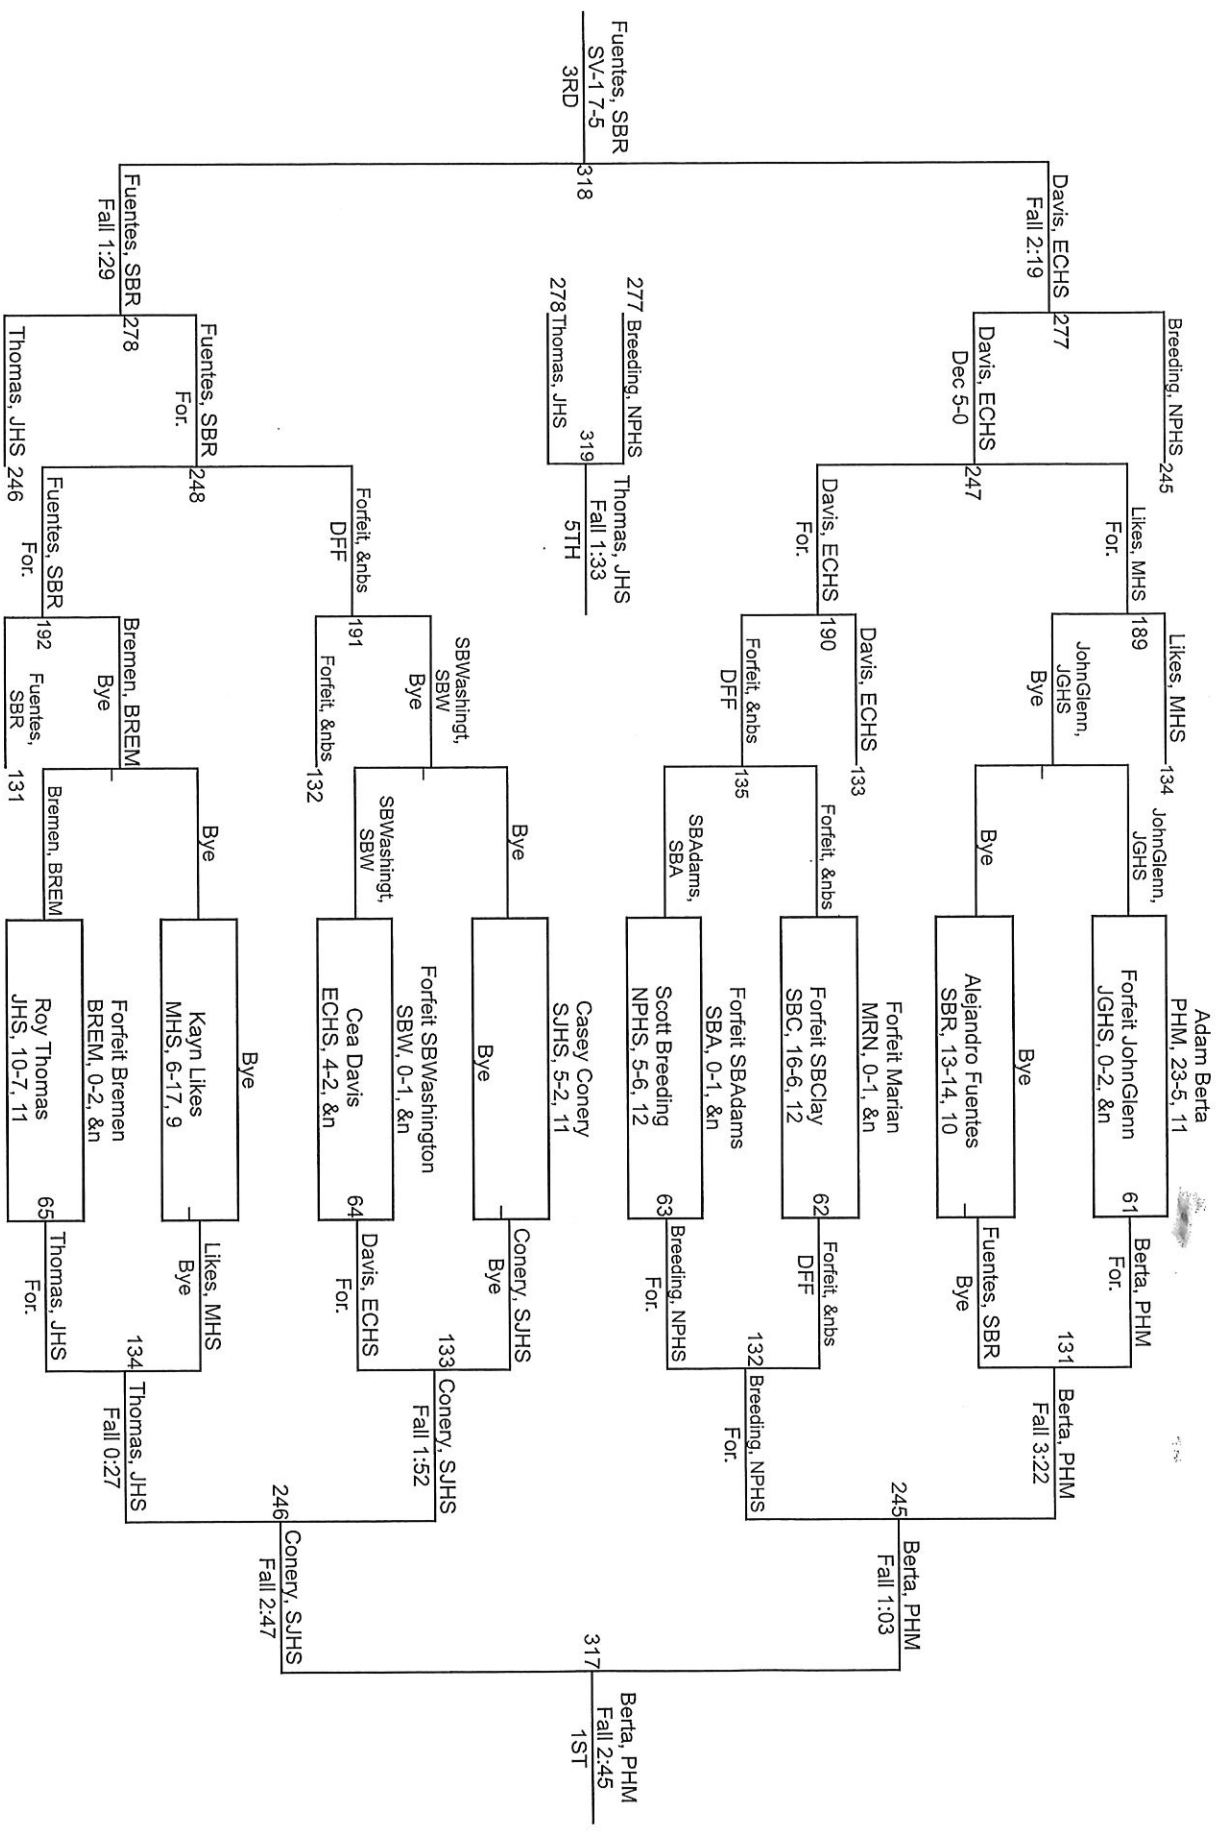 Adam Berta
PHM, 23-5, 11
Forfeit JohnGlenn
JGHS, 0-2, &n
61
Bye
Alejandro Fuentes
SBR, 13-14, 10
Forfeit Marian
MRN, 0-1, &n
Forfeit SBClay
SBC, 16-6, 12
62
Forfeit SBAdams
SBA, 0-1, &n
Scott Breeding
NPHS, 5-6, 12
63
Casey Conery
SJHS, 5-2, 11
Bye
Forfeit SBWashington
SBW, 0-1, &n
Cea Davis
ECHS, 4-2, &n
64
Bye
Kayn Likes
MHS, 6-17, 9
Forfeit Bremen
BREM, 0-2, &n
Roy Thomas
JHS, 10-7, 11
65
Berta, PHM
For.
Fuentes, SBR
Bye
Forfeit, &nbs
DFF
Breeding, NPHS
For.
Conery, SJHS
Bye
Davis, ECHS
For.
Likes, MHS
Bye
Thomas, JHS
For.
131
Berta, PHM
Fall 3:22
132
Breeding, NPHS
For.
133
Conery, SJHS
Fall 1:52
134
Thomas, JHS
Fall 0:27
245
Berta, PHM
Fall 1:03
246
Conery, SJHS
Fall 2:47
317
Berta, PHM
Fall 2:45
1ST
JohnGlenn,
JGHS
Bye
Forfeit, &nbs
SBAdams,
SBA
Bye
SBWashingt,
SBW
Bye
Bremen, BREM
134
133
135
132
131
Likes, MHS
JohnGlenn,
JGHS
Bye
Davis, ECHS
Forfeit, &nbs
DFF
SBWashingt,
SBW
Bye
Forfeit, &nbs
Bremen, BREM
Bye
Fuentes,
SBR
189
190
191
192
Likes, MHS
For.
Davis, ECHS
For.
Forfeit, &nbs
DFF
Fuentes, SBR
For.
245
247
248
246
Breeding, NPHS
Davis, ECHS
Dec 5-0
Fuentes, SBR
For.
Thomas, JHS
277
278
Davis, ECHS
Fall 2:19
Fuentes, SBR
Fall 1:29
318
Fuentes, SBR
SV-1 7-5
3RD
277 Breeding, NPHS
278 Thomas, JHS
319
Thomas, JHS
Fall 1:33
5TH